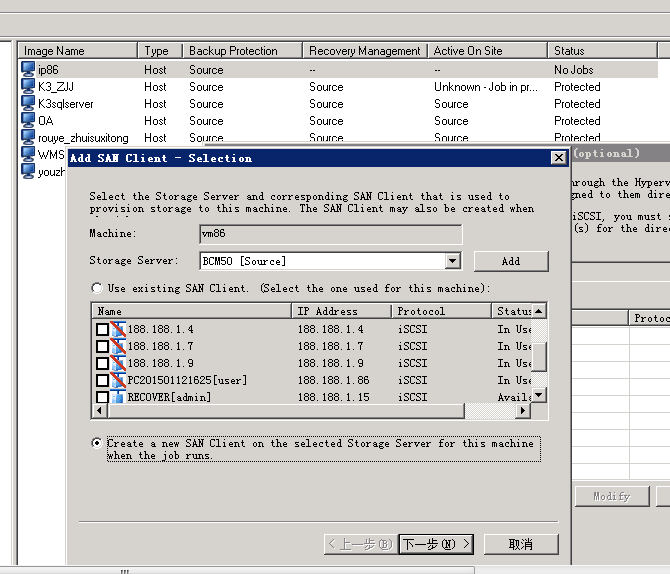 Image Name Type Backup Protection Recovery Management Active On Site Status
ip86 Host Source -- -- No Jobs
K3_ZJJ Host Source Source Unknown - Job in pr... Protected
K3sqlserver Host Source Source Source Protected
OA Host Source Source Source Protected
rouye_zhuisuxitong Host Source Source Source Protected
WMS
youzh
Add SAN Client - Selection
(optional)
Select the Storage Server and corresponding SAN Client that is used to
provision storage to this machine. The SAN Client may also be created when
hrough the Hyperv
gned to them dire
iSCSI, you must s
(s) for the direc
Machine: vm86
Storage Server: BCM50 [Source] Add
Use existing SAN Client. (Select the one used for this machine):
Name IP Address Protocol Status
188.188.1.4 188.188.1.4 iSCSI In Use
188.188.1.7 188.188.1.7 iSCSI In Use
188.188.1.9 188.188.1.9 iSCSI In Use
PC201501121625[user] 188.188.1.86 iSCSI In Use
RECOVER[admin] 188.188.1.15 iSCSI Availa
Protoc
Create a new SAN Client on the selected Storage Server for this machine
when the job runs.
Modify
< 上一步(B) 下一步(N) > 取消